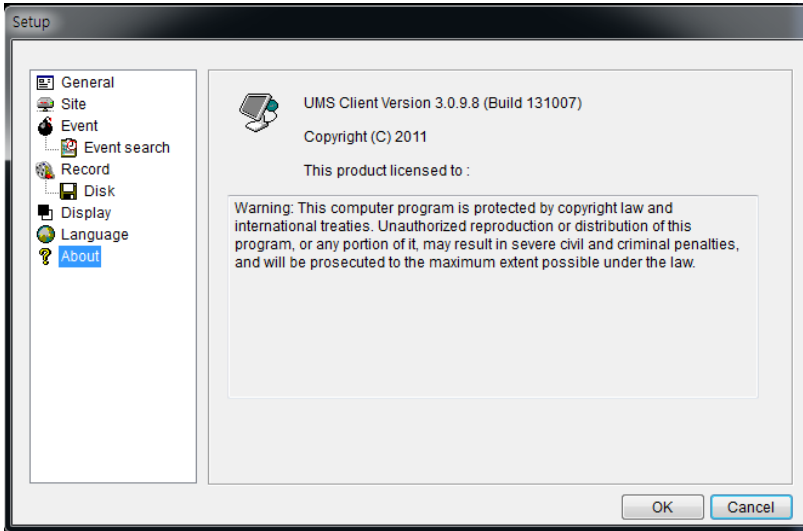 Setup
General
Site
Event
Event search
Record
Disk
Display
Language
About
UMS Client Version 3.0.9.8 (Build 131007)
Copyright (C) 2011
This product licensed to :
Warning: This computer program is protected by copyright law and
international treaties. Unauthorized reproduction or distribution of this
program, or any portion of it, may result in severe civil and criminal penalties,
and will be prosecuted to the maximum extent possible under the law.
OK
Cancel